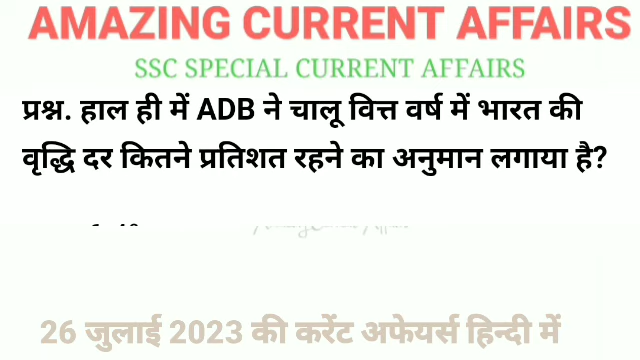 AMAZING CURRENT AFFAIRS
SSC SPECIAL CURRENT AFFAIRS
प्रश्न. हाल ही में ADB ने चालू वित्त वर्ष में भारत की
वृद्धि दर कितने प्रतिशत रहने का अनुमान लगाया है?
26 जुलाई 2023 की करेंट अफेयर्स हिन्दी में